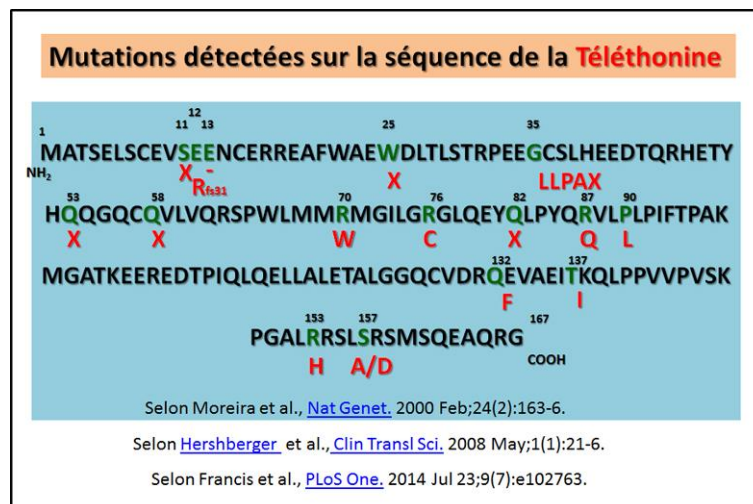 Mutations détectées sur la séquence de la Téléthonine
12
1 11 13 25 35
MATSELSCEVSEENCERREAFWAEWDLTLSTRPEEGCSLHEEDTQRHETY
NH2 X - X LLPAX
Rfs31
53 58 70 76 82 87 90
HQQGQCQVLVQRSPWLMMRMGILGRGLQEYQLPYQRVLPLPIFTPAK
X X W C X Q L
132 137
MGATKEEREDTPIQLQELLALETALGGQCVDRQEVAEITKQLPPVVPVSK
F I
153 157 167
PGALRRSLSRSMSQEAQRG
H A/D COOH
Selon Moreira et al., Nat Genet. 2000 Feb;24(2):163-6.
Selon Hershberger et al., Clin Transl Sci. 2008 May;1(1):21-6.
Selon Francis et al., PLoS One. 2014 Jul 23;9(7):e102763.